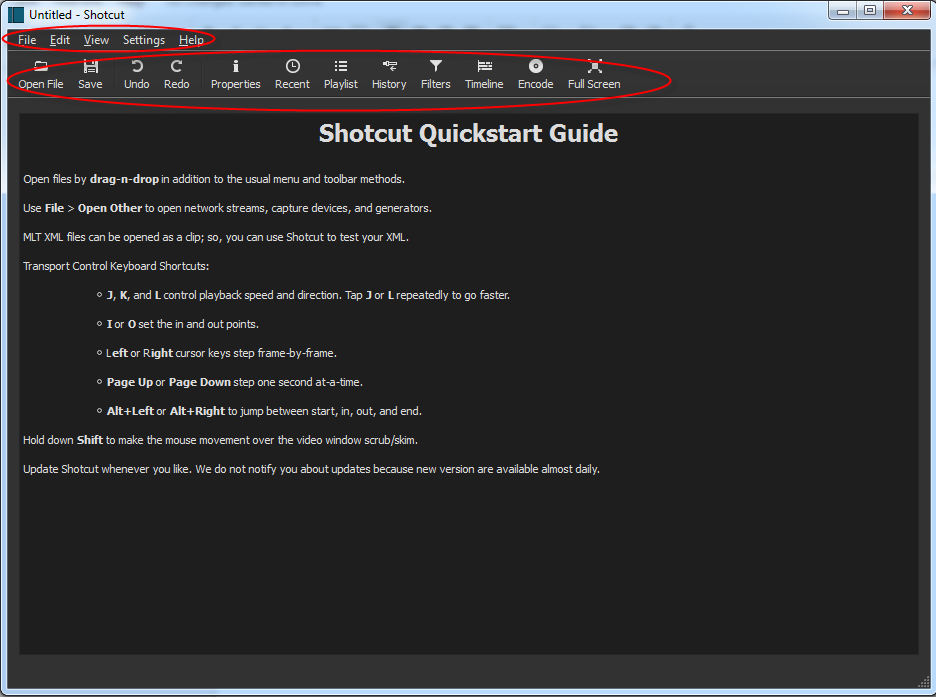 Untitled - Shotcut
File Edit View Settings Help
Open File Save Undo Redo Properties Recent Playlist History Filters Timeline Encode Full Screen
Shotcut Quickstart Guide
Open files by drag-n-drop in addition to the usual menu and toolbar methods.
Use File > Open Other to open network streams, capture devices, and generators.
MLT XML files can be opened as a clip; so, you can use Shotcut to test your XML.
Transport Control Keyboard Shortcuts:
J, K, and L control playback speed and direction. Tap J or L repeatedly to go faster.
I or O set the in and out points.
Left or Right cursor keys step frame-by-frame.
Page Up or Page Down step one second at-a-time.
Alt+Left or Alt+Right to jump between start, in, out, and end.
Hold down Shift to make the mouse movement over the video window scrub/skim.
Update Shotcut whenever you like. We do not notify you about updates because new version are available almost daily.